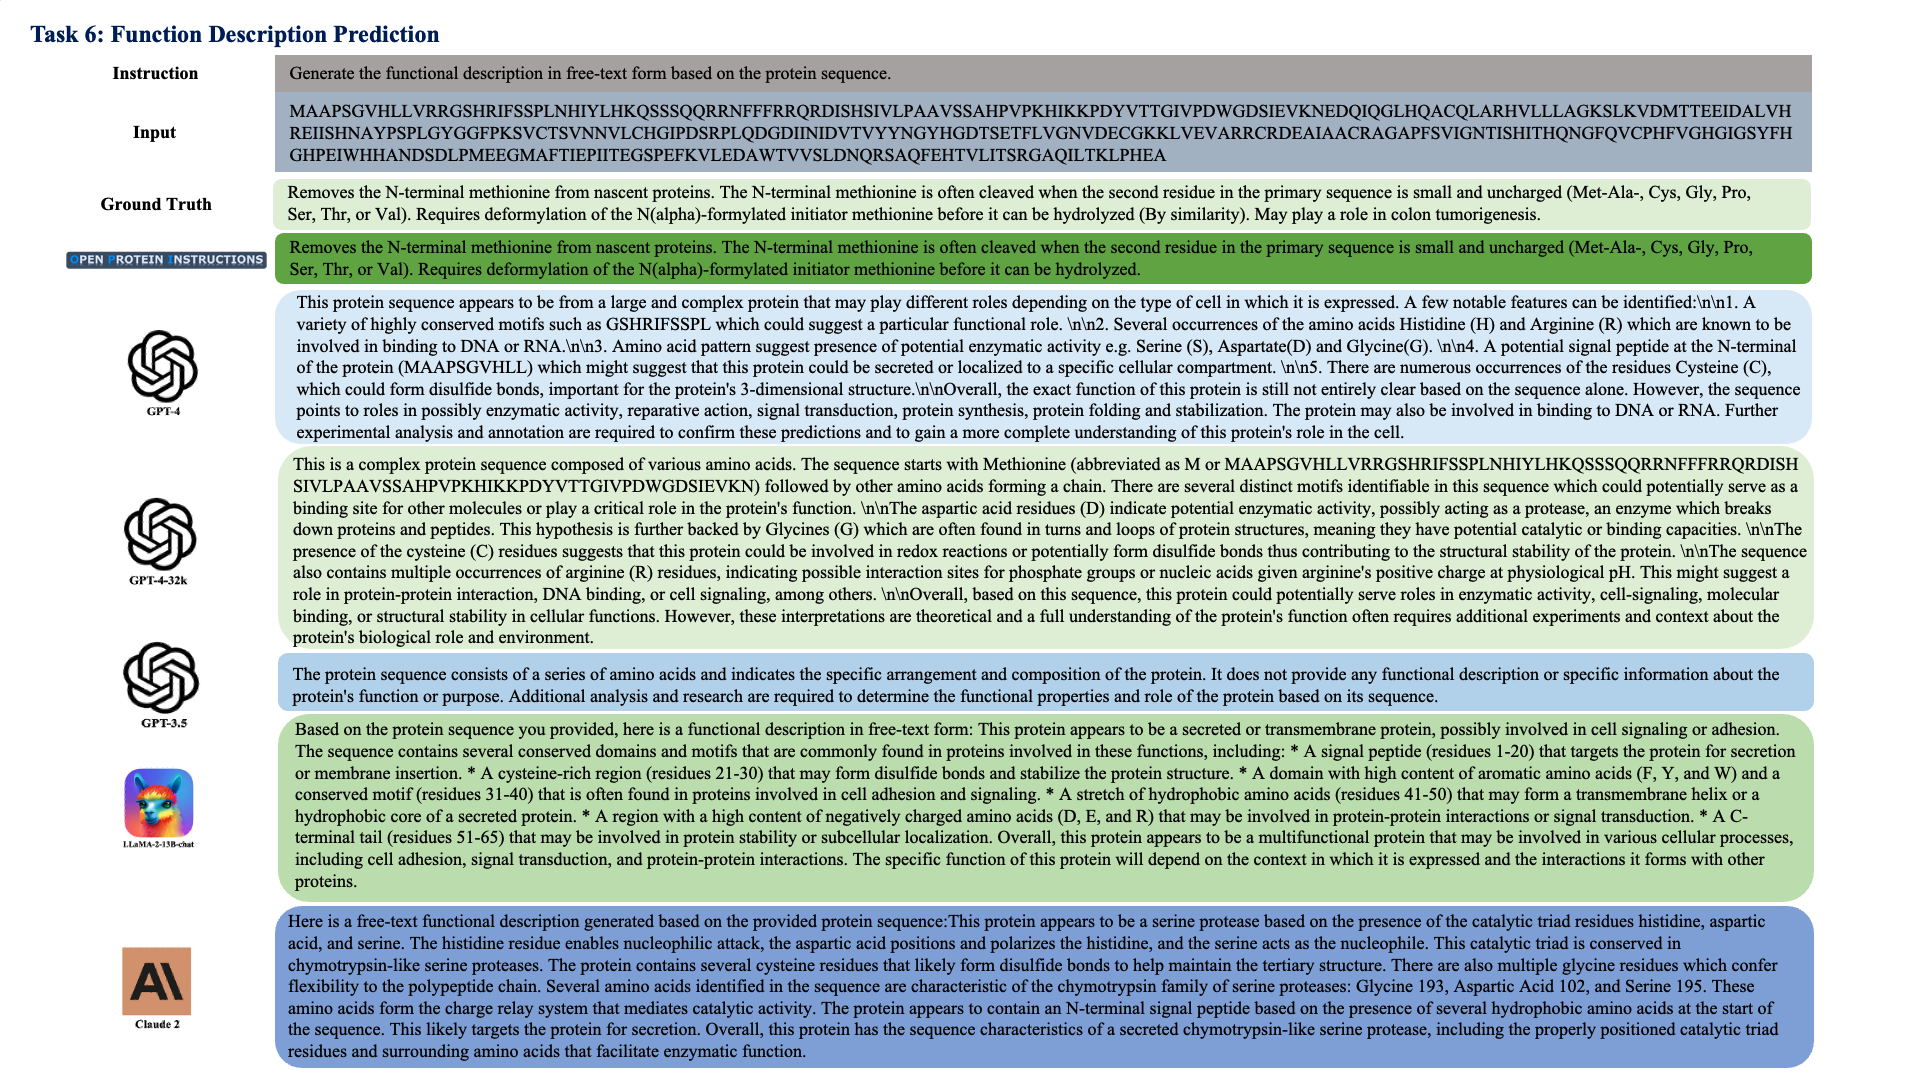 Task 6: Function Description Prediction
Instruction
Generate the functional description in free-text form based on the protein sequence.
Input
MAAPSGVHLLVRRGSHRIFSSPLNHIYLHKQSSSQQRRNFFFRRQRDISHSIVLPAAVSSAHPVPKHIKKPDYVTTGIVPDWGDSIEVKNEDQIQGLHQACQLARHVLLLAGKSLKVDMTTEEIDALVH
REIISHNAYPSPLGYGGFPKSVCTSVNNVLCHGIPDSRPLQDGDIINIDVTVYYNGYHGDTSETFLVGNVDECGKKLVEVARRCRDEAIAACRAGAPFSVIGNTISHITHQNGFQVCPHFVGHGIGSYFH
GHPEIWHHANDSDLPMEEGMAFTIEPIITEGSPEFKVLEDAWTVVSLDNQRSAQFEHTVLITSRGAQILTKLPHEA
Ground Truth
Removes the N-terminal methionine from nascent proteins. The N-terminal methionine is often cleaved when the second residue in the primary sequence is small and uncharged (Met-Ala-, Cys, Gly, Pro,
Ser, Thr, or Val). Requires deformylation of the N(alpha)-formylated initiator methionine before it can be hydrolyzed (By similarity). May play a role in colon tumorigenesis.
OPEN PROTEIN INSTRUCTIONS
Removes the N-terminal methionine from nascent proteins. The N-terminal methionine is often cleaved when the second residue in the primary sequence is small and uncharged (Met-Ala-, Cys, Gly, Pro,
Ser, Thr, or Val). Requires deformylation of the N(alpha)-formylated initiator methionine before it can be hydrolyzed.
GPT-4
This protein sequence appears to be from a large and complex protein that may play different roles depending on the type of cell in which it is expressed. A few notable features can be identified:\n\n1. A
variety of highly conserved motifs such as GSHRIFSSPL which could suggest a particular functional role. \n\n2. Several occurrences of the amino acids Histidine (H) and Arginine (R) which are known to be
involved in binding to DNA or RNA.\n\n3. Amino acid pattern suggest presence of potential enzymatic activity e.g. Serine (S), Aspartate(D) and Glycine(G). \n\n4. A potential signal peptide at the N-terminal
of the protein (MAAPSGVHLL) which might suggest that this protein could be secreted or localized to a specific cellular compartment. \n\n5. There are numerous occurrences of the residues Cysteine (C),
which could form disulfide bonds, important for the protein's 3-dimensional structure.\n\nOverall, the exact function of this protein is still not entirely clear based on the sequence alone. However, the sequence
points to roles in possibly enzymatic activity, reparative action, signal transduction, protein synthesis, protein folding and stabilization. The protein may also be involved in binding to DNA or RNA. Further
experimental analysis and annotation are required to confirm these predictions and to gain a more complete understanding of this protein's role in the cell.
GPT-4-32k
This is a complex protein sequence composed of various amino acids. The sequence starts with Methionine (abbreviated as M or MAAPSGVHLLVRRGSHRIFSSPLNHIYLHKQSSSQQRRNFFFRRQRDISH
SIVLPAAVSSAHPVPKHIKKPDYVTTGIVPDWGDSIEVKN) followed by other amino acids forming a chain. There are several distinct motifs identifiable in this sequence which could potentially serve as a
binding site for other molecules or play a critical role in the protein's function. \n\nThe aspartic acid residues (D) indicate potential enzymatic activity, possibly acting as a protease, an enzyme which breaks
down proteins and peptides. This hypothesis is further backed by Glycines (G) which are often found in turns and loops of protein structures, meaning they have potential catalytic or binding capacities. \n\nThe
presence of the cysteine (C) residues suggests that this protein could be involved in redox reactions or potentially form disulfide bonds thus contributing to the structural stability of the protein. \n\nThe sequence
also contains multiple occurrences of arginine (R) residues, indicating possible interaction sites for phosphate groups or nucleic acids given arginine's positive charge at physiological pH. This might suggest a
role in protein-protein interaction, DNA binding, or cell signaling, among others. \n\nOverall, based on this sequence, this protein could potentially serve roles in enzymatic activity, cell-signaling, molecular
binding, or structural stability in cellular functions. However, these interpretations are theoretical and a full understanding of the protein's function often requires additional experiments and context about the
protein's biological role and environment.
GPT-3.5
The protein sequence consists of a series of amino acids and indicates the specific arrangement and composition of the protein. It does not provide any functional description or specific information about the
protein's function or purpose. Additional analysis and research are required to determine the functional properties and role of the protein based on its sequence.
LLaMA-2-13B-chat
Based on the protein sequence you provided, here is a functional description in free-text form: This protein appears to be a secreted or transmembrane protein, possibly involved in cell signaling or adhesion.
The sequence contains several conserved domains and motifs that are commonly found in proteins involved in these functions, including: * A signal peptide (residues 1-20) that targets the protein for secretion
or membrane insertion. * A cysteine-rich region (residues 21-30) that may form disulfide bonds and stabilize the protein structure. * A domain with high content of aromatic amino acids (F, Y, and W) and a
conserved motif (residues 31-40) that is often found in proteins involved in cell adhesion and signaling. * A stretch of hydrophobic amino acids (residues 41-50) that may form a transmembrane helix or a
hydrophobic core of a secreted protein. * A region with a high content of negatively charged amino acids (D, E, and R) that may be involved in protein-protein interactions or signal transduction. * A C-
terminal tail (residues 51-65) that may be involved in protein stability or subcellular localization. Overall, this protein appears to be a multifunctional protein that may be involved in various cellular processes,
including cell adhesion, signal transduction, and protein-protein interactions. The specific function of this protein will depend on the context in which it is expressed and the interactions it forms with other
proteins.
Claude 2
Here is a free-text functional description generated based on the provided protein sequence:This protein appears to be a serine protease based on the presence of the catalytic triad residues histidine, aspartic
acid, and serine. The histidine residue enables nucleophilic attack, the aspartic acid positions and polarizes the histidine, and the serine acts as the nucleophile. This catalytic triad is conserved in
chymotrypsin-like serine proteases. The protein contains several cysteine residues that likely form disulfide bonds to help maintain the tertiary structure. There are also multiple glycine residues which confer
flexibility to the polypeptide chain. Several amino acids identified in the sequence are characteristic of the chymotrypsin family of serine proteases: Glycine 193, Aspartic Acid 102, and Serine 195. These
amino acids form the charge relay system that mediates catalytic activity. The protein appears to contain an N-terminal signal peptide based on the presence of several hydrophobic amino acids at the start of
the sequence. This likely targets the protein for secretion. Overall, this protein has the sequence characteristics of a secreted chymotrypsin-like serine protease, including the properly positioned catalytic triad
residues and surrounding amino acids that facilitate enzymatic function.